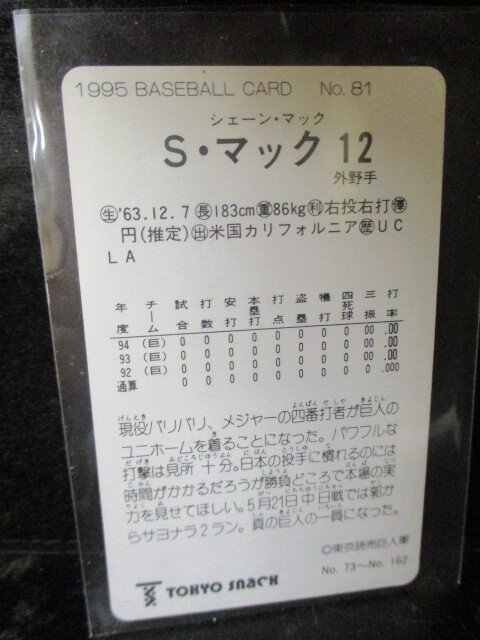 1995 BASEBALL CARD No. 81
シェーン・マック
S・マック 12
外野手
生'63.12.7長183cm重86kg利右投右打
円(推定)出米国カリフォルニア歴UC
LA
年度 チーム 試合 打数 安打 本塁打 打点 盗塁 犠打 四死球 三振 打率
94 (巨) 0 0 0 0 0 0 0 0 00 .00
93 (巨) 0 0 0 0 0 0 0 0 00 .00
92 (巨) 0 0 0 0 0 0 0 0 00 .00
通算 0 0 0 0 0 0 0 0 0 .000
現役バリバリ、メジャーの四番打者が巨人の
ユニホームを着ることになった。パワフルな
打撃は見所十分。日本の投手に慣れるのには
時間がかかるだろうが勝負どころで本場の実
力を見せてほしい。5月21日中日戦では郭か
らサヨナラ2ラン。真の巨人の一員になった。
©東京読売巨人軍
No. 73～No. 162
TOKYO SNACK